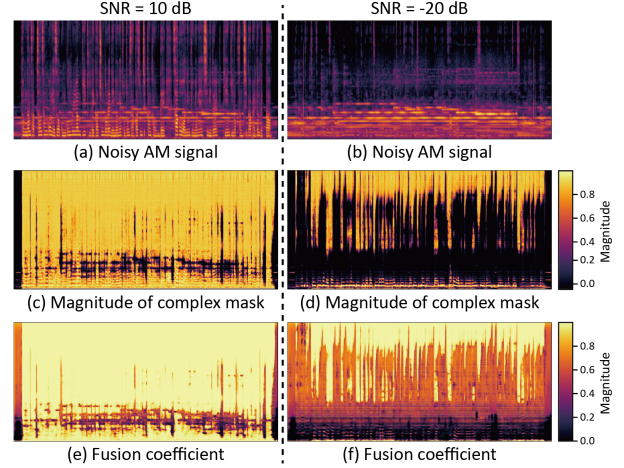 SNR = 10 dB
SNR = -20 dB
(a) Noisy AM signal
(b) Noisy AM signal
0.8
0.6
0.4
0.2
0.0
Magnitude
(c) Magnitude of complex mask
(d) Magnitude of complex mask
0.8
0.6
0.4
0.2
0.0
Magnitude
(e) Fusion coefficient
(f) Fusion coefficient